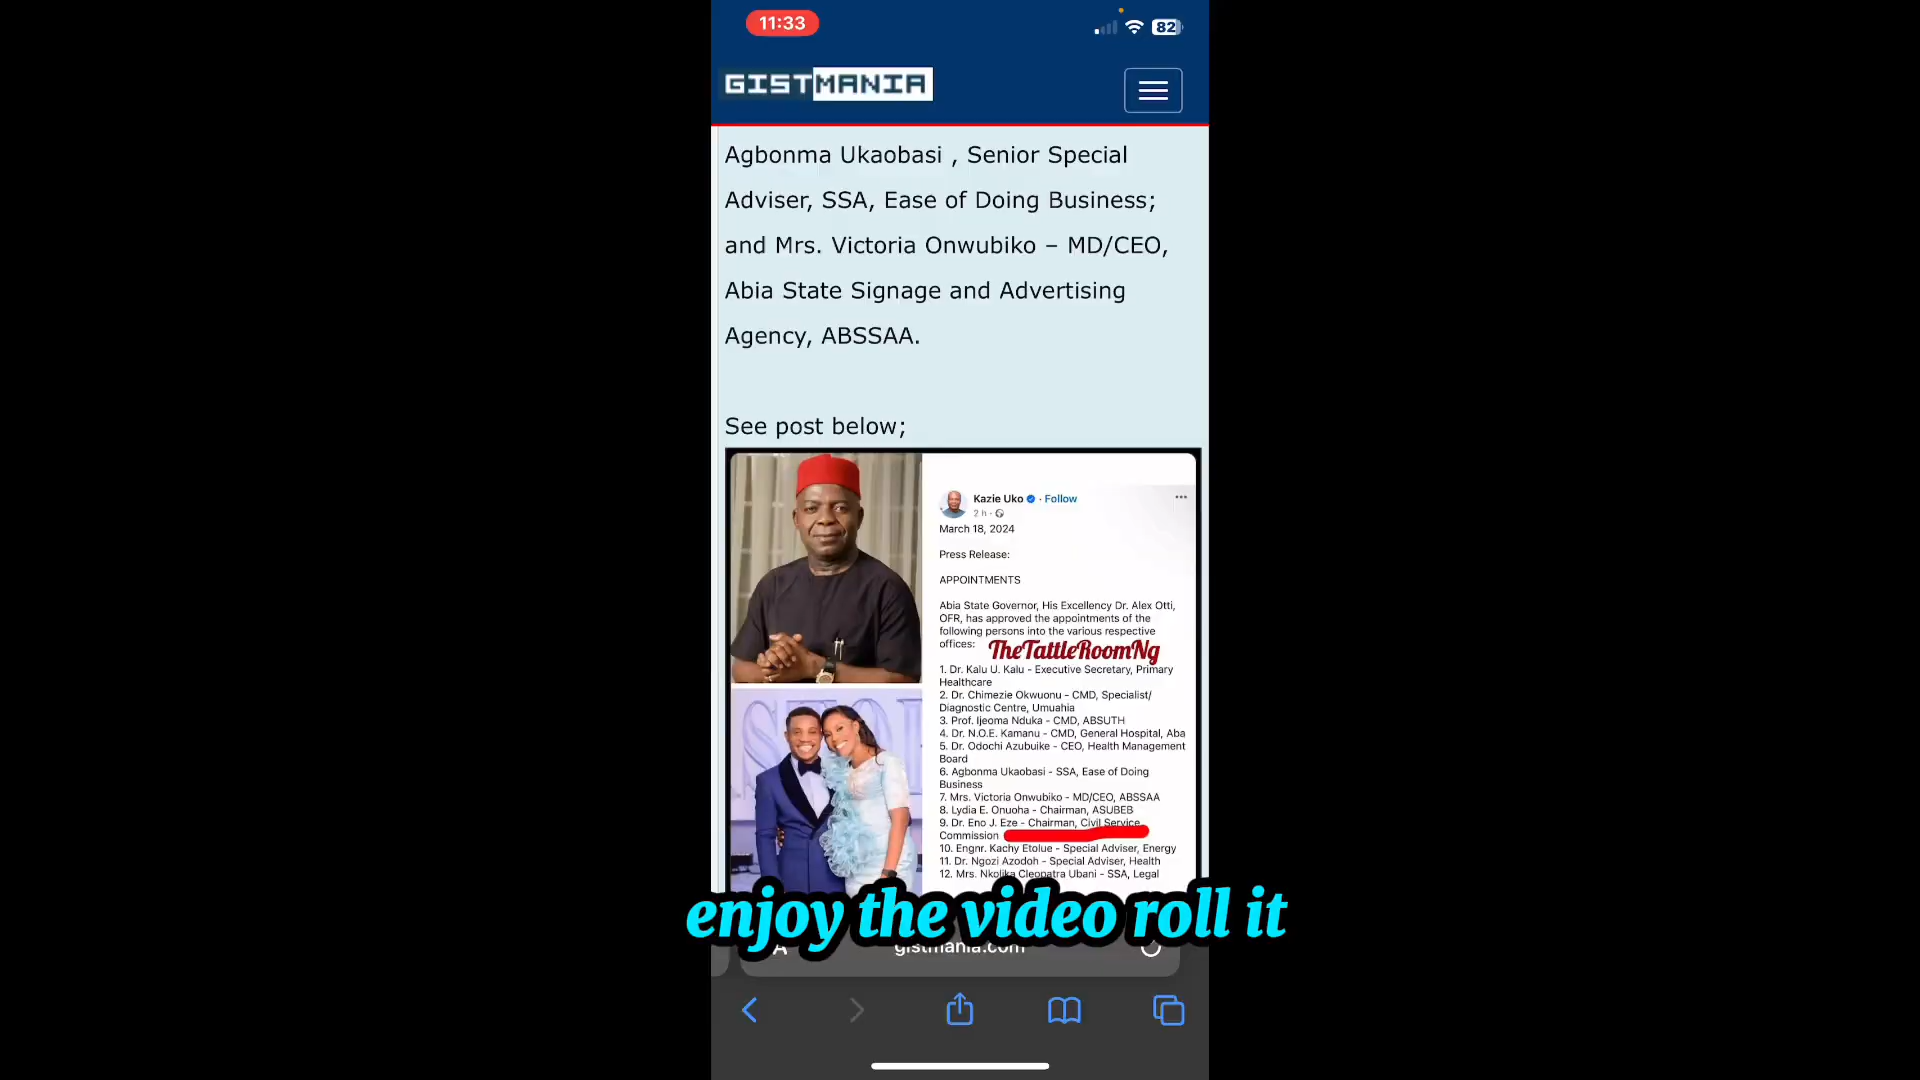 11:33
82
GISTMANIA
Agbonma Ukaobasi , Senior Special
Adviser, SSA, Ease of Doing Business;
and Mrs. Victoria Onwubiko – MD/CEO,
Abia State Signage and Advertising
Agency, ABSSAA.
See post below;
Kazie Uko · Follow
2 h ·
March 18, 2024
Press Release:
APPOINTMENTS
Abia State Governor, His Excellency Dr. Alex Otti,
OFR, has approved the appointments of the
following persons into the various respective
offices:
TheTattleRoomNg
1. Dr. Kalu U. Kalu - Executive Secretary, Primary
Healthcare
2. Dr. Chimezie Okwuonu - CMD, Specialist/
Diagnostic Centre, Umuahia
3. Prof. Ijeoma Nduka - CMD, ABSUTH
4. Dr. N.O.E. Kamanu - CMD, General Hospital, Aba
5. Dr. Odochi Azubuike - CEO, Health Management
Board
6. Agbonma Ukaobasi - SSA, Ease of Doing
Business
7. Mrs. Victoria Onwubiko - MD/CEO, ABSSAA
8. Lydia E. Onuoha - Chairman, ASUBEB
9. Dr. Eno J. Eze - Chairman, Civil Service
Commission
10. Engnr. Kachy Etolue - Special Adviser, Energy
11. Dr. Ngozi Azodoh - Special Adviser, Health
12. Mrs. Nkolika Cleopatra Ubani - SSA, Legal
enjoy the video roll it
gistmania.com